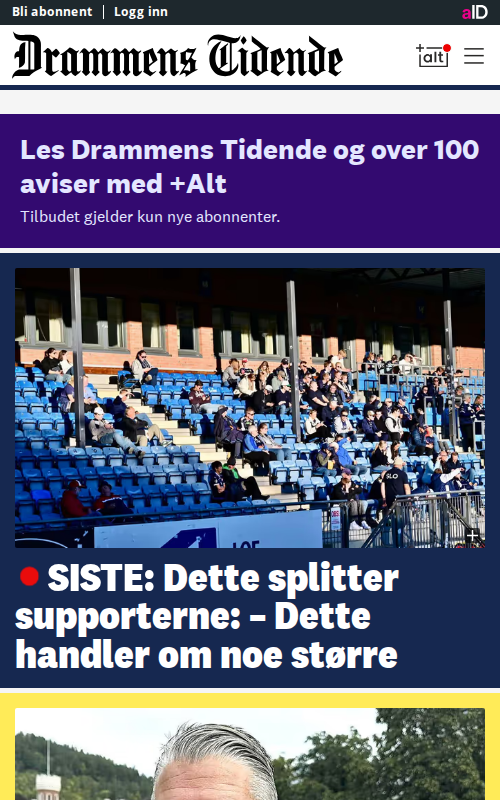 Bli abonnent | Logg inn
aID
Drammens Tidende
+alt
Les Drammens Tidende og over 100
aviser med +Alt
Tilbudet gjelder kun nye abonnenter.
SLO
SISTE: Dette splitter
supporterne: – Dette
handler om noe større